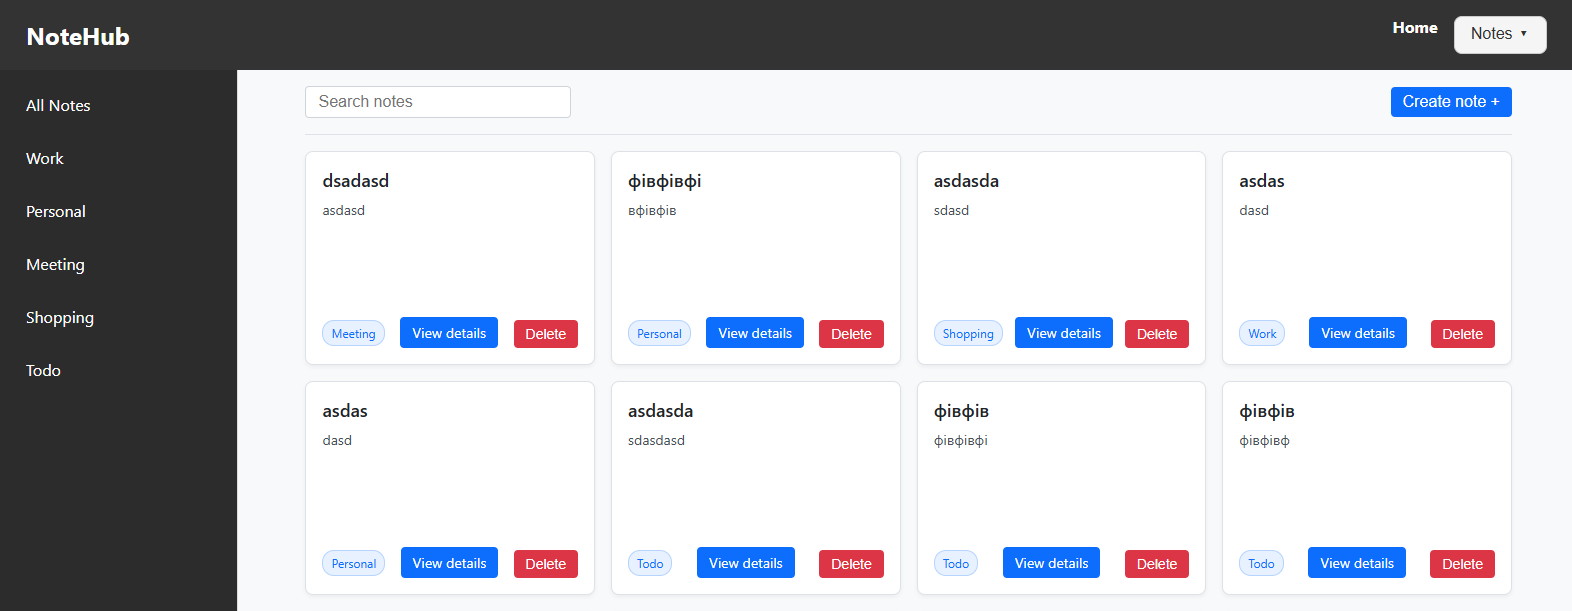 NoteHub
Home
Notes ▼
All Notes
Work
Personal
Meeting
Shopping
Todo
Search notes
Create note +
dsadasd
asdasd
Meeting
View details
Delete
фівфівфі
вфівфів
Personal
View details
Delete
asdasda
sdasd
Shopping
View details
Delete
asdas
dasd
Work
View details
Delete
asdas
dasd
Personal
View details
Delete
asdasda
sdasdasd
Todo
View details
Delete
фівфів
фівфівфі
Todo
View details
Delete
фівфів
фівфівф
Todo
View details
Delete